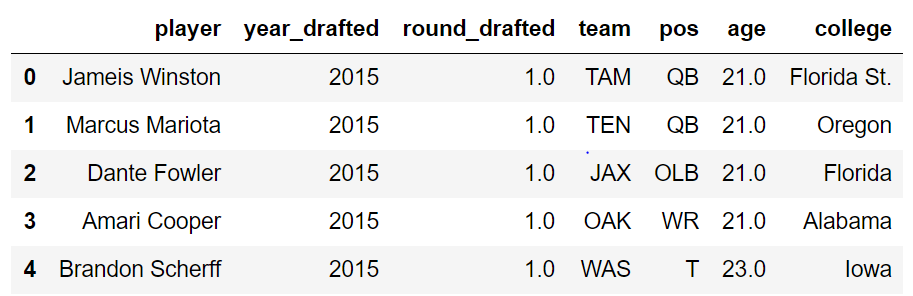 player year_drafted round_drafted team pos age college
0 Jameis Winston 2015 1.0 TAM QB 21.0 Florida St.
1 Marcus Mariota 2015 1.0 TEN QB 21.0 Oregon
2 Dante Fowler 2015 1.0 JAX OLB 21.0 Florida
3 Amari Cooper 2015 1.0 OAK WR 21.0 Alabama
4 Brandon Scherff 2015 1.0 WAS T 23.0 Iowa